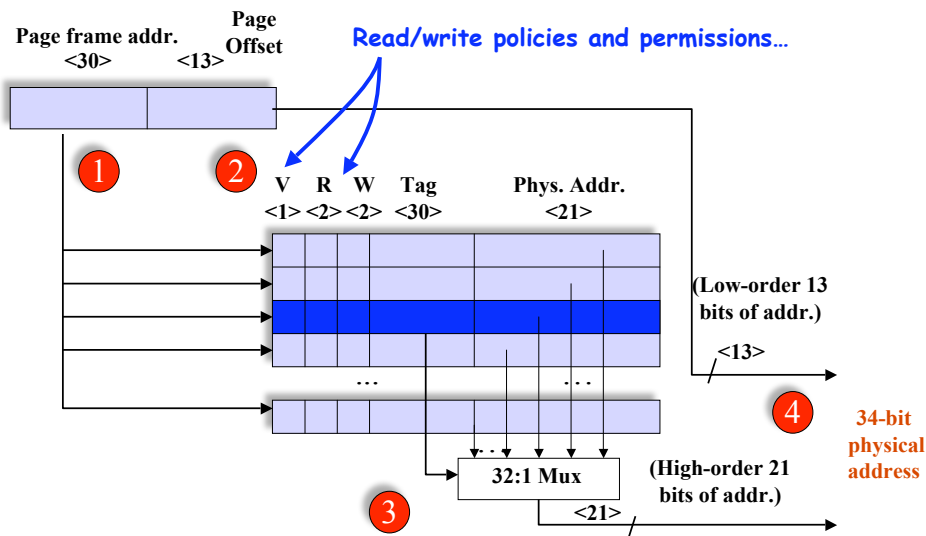 Page frame addr.
<30>
Page
Offset
<13>
Read/write policies and permissions…
1
2
V R W Tag Phys. Addr.
<1> <2> <2> <30> <21>
(Low-order 13
bits of addr.)
<13>
… …
4
34-bit
physical
address
…
32:1 Mux
(High-order 21
bits of addr.)
3
<21>